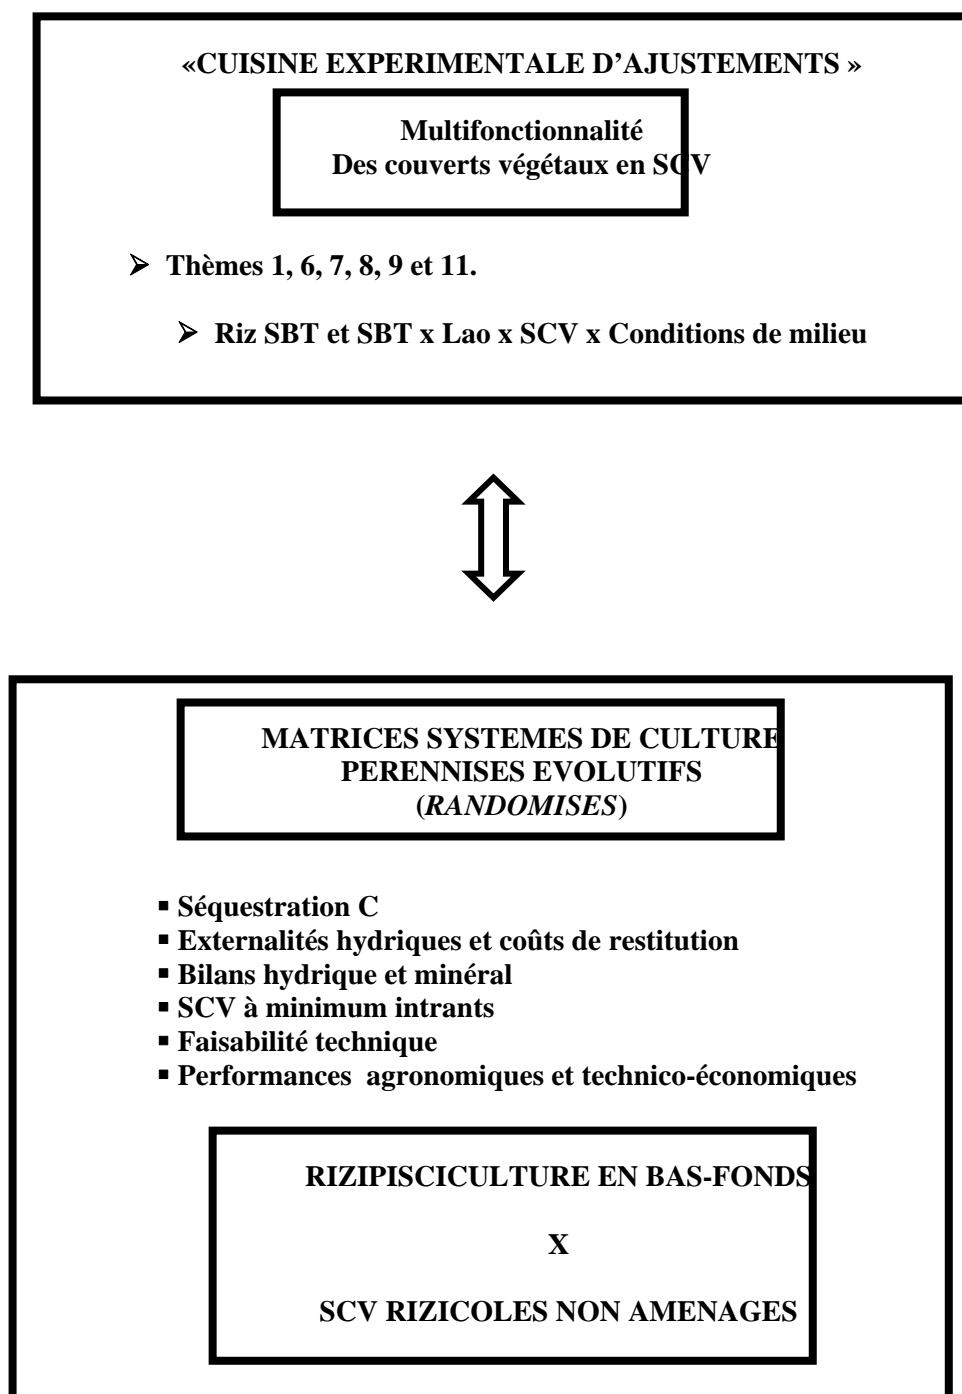 «CUISINE EXPERIMENTALE D’AJUSTEMENTS »
Multifonctionnalité
Des couverts végétaux en SCV
➢ Thèmes 1, 6, 7, 8, 9 et 11.
➢ Riz SBT et SBT x Lao x SCV x Conditions de milieu
MATRICES SYSTEMES DE CULTURE
PERENNISES EVOLUTIFS
(RANDOMISES)
▪ Séquestration C
▪ Externalités hydriques et coûts de restitution
▪ Bilans hydrique et minéral
▪ SCV à minimum intrants
▪ Faisabilité technique
▪ Performances agronomiques et technico-économiques
RIZIPISCICULTURE EN BAS-FONDS
X
SCV RIZICOLES NON AMENAGES